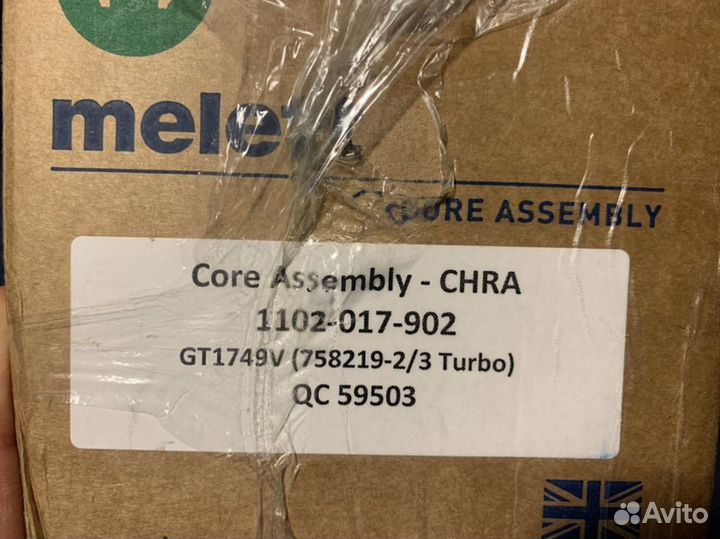 melett
CORE ASSEMBLY
Core Assembly - CHRA
1102-017-902
GT1749V (758219-2/3 Turbo)
QC 59503
Avito